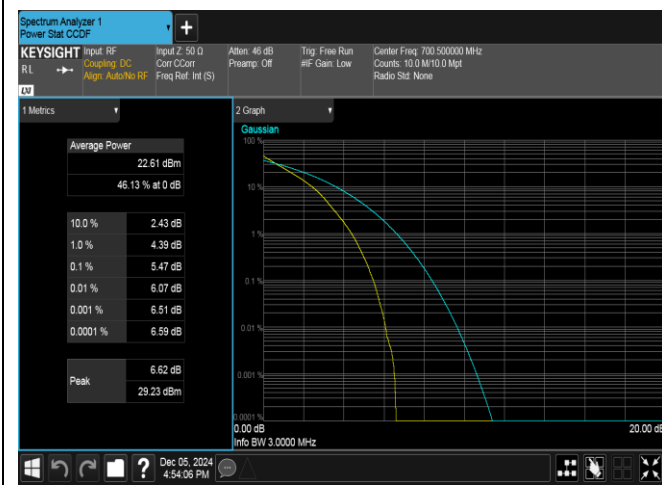 Spectrum Analyzer 1
Power Stat CCDF
+
KEYSIGHT Input: RF Input Z: 50 Ω Atten: 46 dB Trig: Free Run Center Freq: 700.500000 MHz
RL Coupling: DC Corr CCorr Preamp: Off #IF Gain: Low Counts: 10.0 M/10.0 Mpt
Align: Auto/No RF Freq Ref: Int (S) Radio Std: None
LXI
1 Metrics
2 Graph
Average Power
22.61 dBm
46.13 % at 0 dB
10.0 % 2.43 dB
1.0 % 4.39 dB
0.1 % 5.47 dB
0.01 % 6.07 dB
0.001 % 6.51 dB
0.0001 % 6.59 dB
Peak 6.62 dB
29.23 dBm
Gaussian
100 %
10 %
1 %
0.1 %
0.01 %
0.001 %
0.0001 %
0.00 dB 20.00 dB
Info BW 3.0000 MHz
? Dec 05, 2024
4:54:06 PM